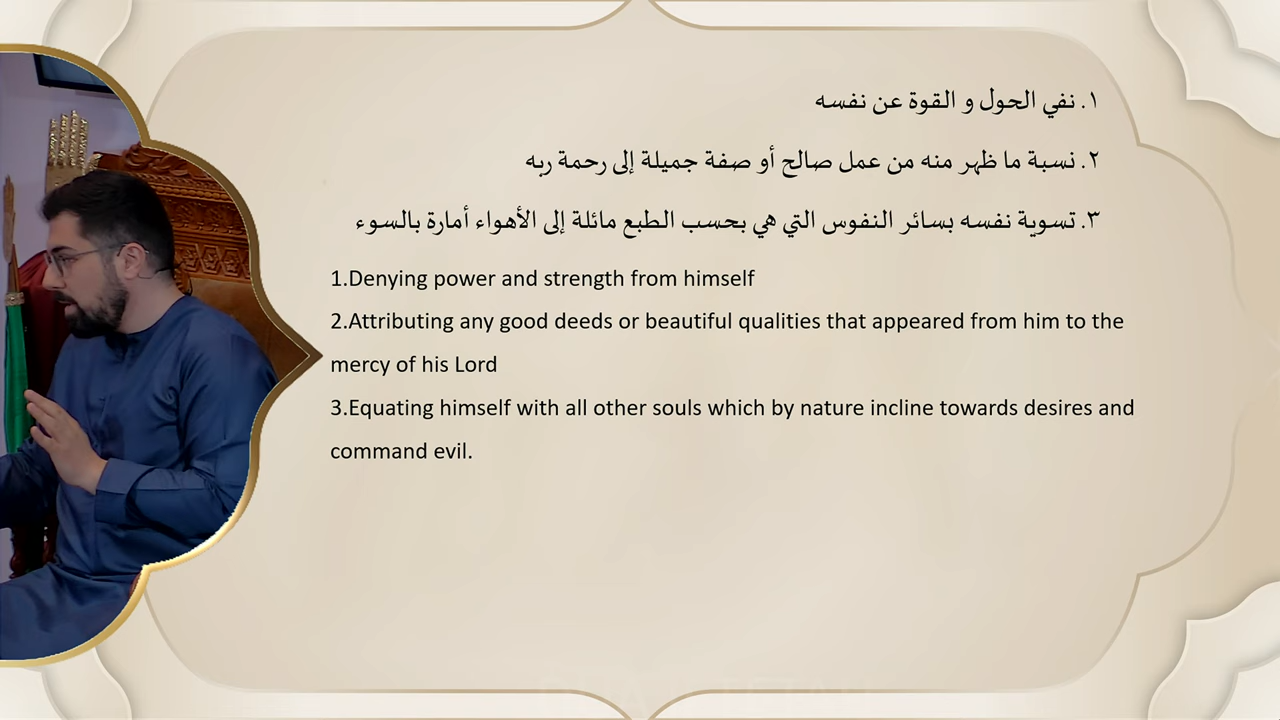 ١. نفي الحول و القوة عن نفسه
٢. نسبة ما ظهر منه من عمل صالح أو صفة جميلة إلى رحمة ربه
٣. تسوية نفسه بسائر النفوس التي هي بحسب الطبع مائلة إلى الأهواء أمارة بالسوء
1.Denying power and strength from himself
2.Attributing any good deeds or beautiful qualities that appeared from him to the
mercy of his Lord
3.Equating himself with all other souls which by nature incline towards desires and
command evil.